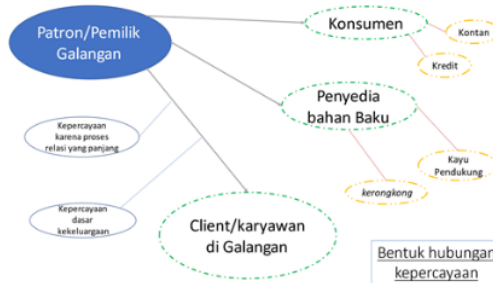 Patron/Pemilik
Galangan
Konsumen
Kontan
Kredit
Penyedia
bahan Baku
Kayu
Pendukung
kerongkong
Kepercayaan
karena proses
relasi yang panjang
Kepercayaan
dasar
kekeluargaan
Client/karyawan
di Galangan
Bentuk hubungan
kepercayaan